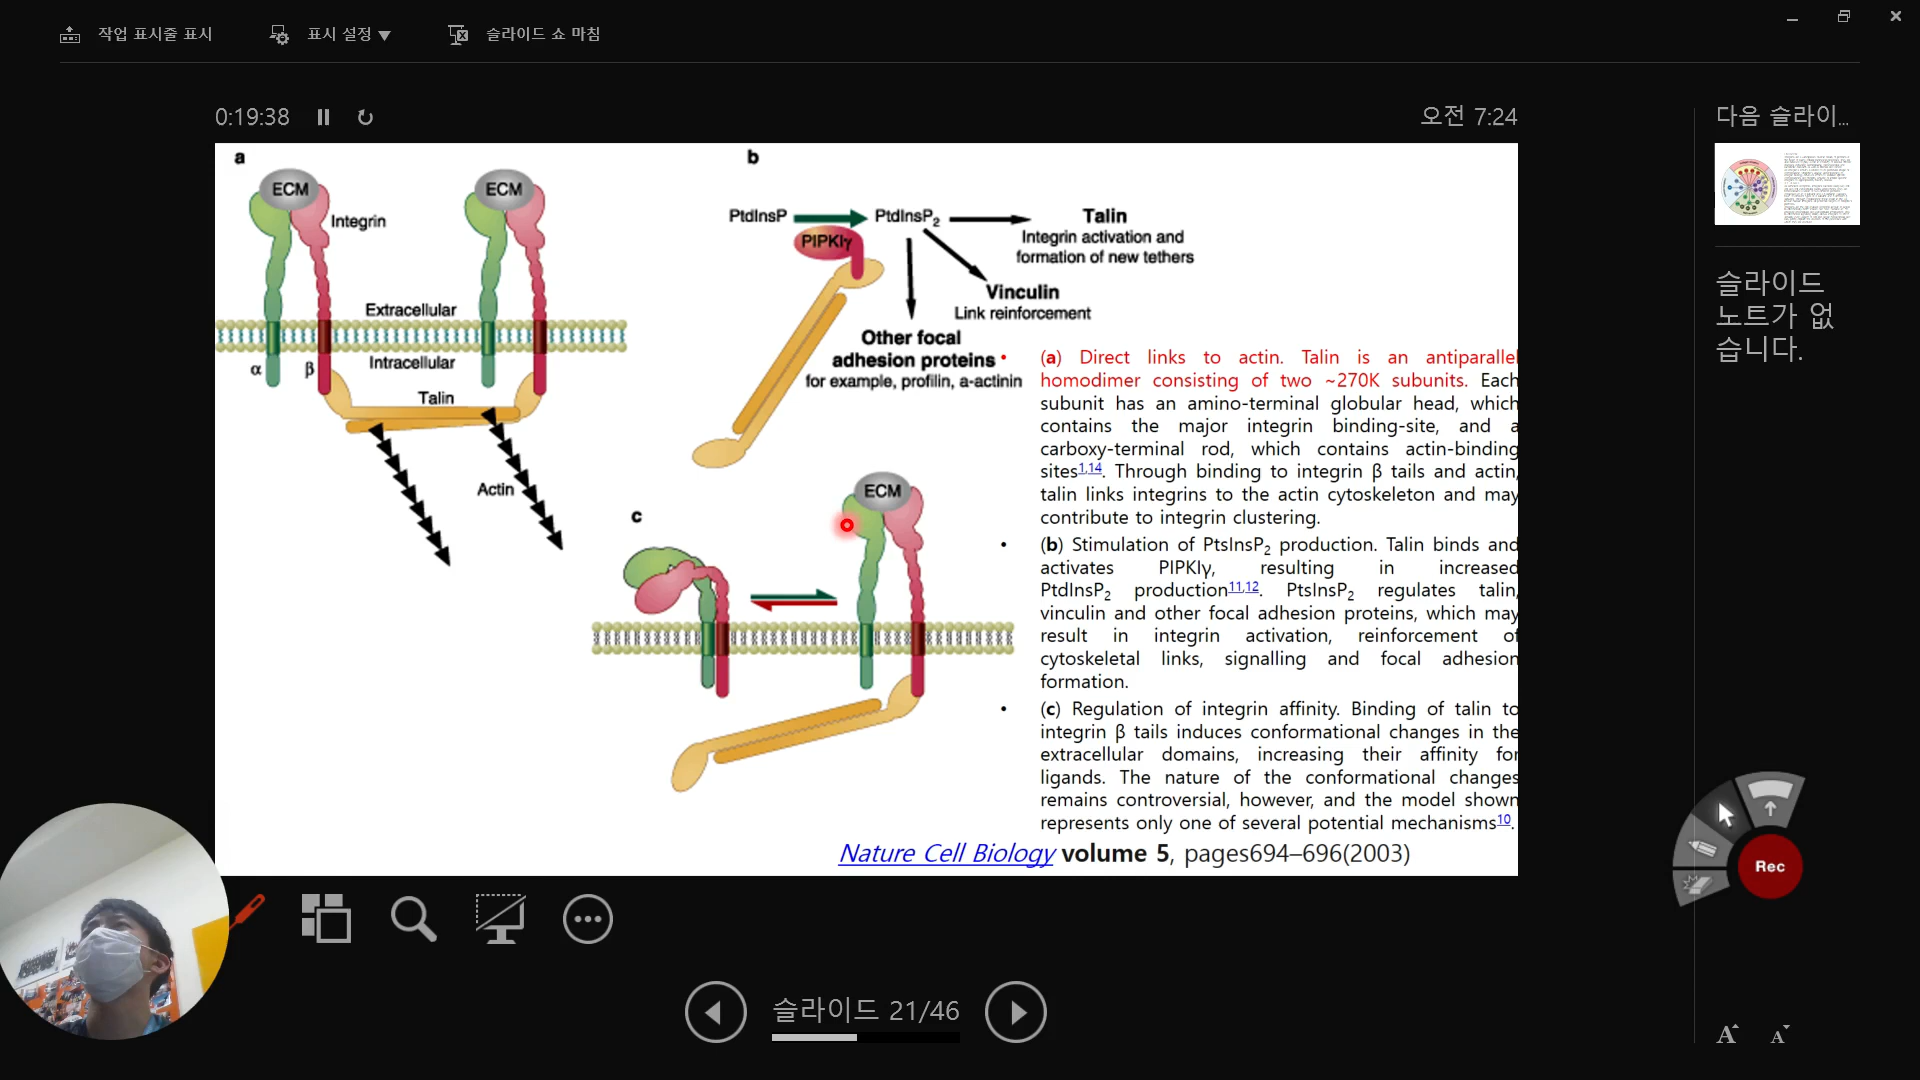 작업 표시줄 표시
표시 설정 ▼
슬라이드 쇼 마침
0:19:38
오전 7:24
다음 슬라이...
a
ECM
ECM
Integrin
Extracellular
Intracellular
α
β
Talin
Actin
b
PtdInsP
PtdInsP₂
PIPKIγ
Talin
Integrin activation and
formation of new tethers
Vinculin
Link reinforcement
Other focal
adhesion proteins
for example, profilin, a-actinin
c
ECM
• (a) Direct links to actin. Talin is an antiparallel
homodimer consisting of two ~270K subunits. Each
subunit has an amino-terminal globular head, which
contains the major integrin binding-site, and a
carboxy-terminal rod, which contains actin-binding
sites1,14. Through binding to integrin β tails and actin,
talin links integrins to the actin cytoskeleton and may
contribute to integrin clustering.
• (b) Stimulation of PtsInsP₂ production. Talin binds and
activates PIPKIγ, resulting in increased
PtdInsP₂ production11,12. PtsInsP₂ regulates talin,
vinculin and other focal adhesion proteins, which may
result in integrin activation, reinforcement of
cytoskeletal links, signalling and focal adhesion
formation.
• (c) Regulation of integrin affinity. Binding of talin to
integrin β tails induces conformational changes in the
extracellular domains, increasing their affinity for
ligands. The nature of the conformational changes
remains controversial, however, and the model shown
represents only one of several potential mechanisms10.
Nature Cell Biology volume 5, pages694–696(2003)
슬라이드
노트가 없
습니다.
Rec
슬라이드 21/46
A
A